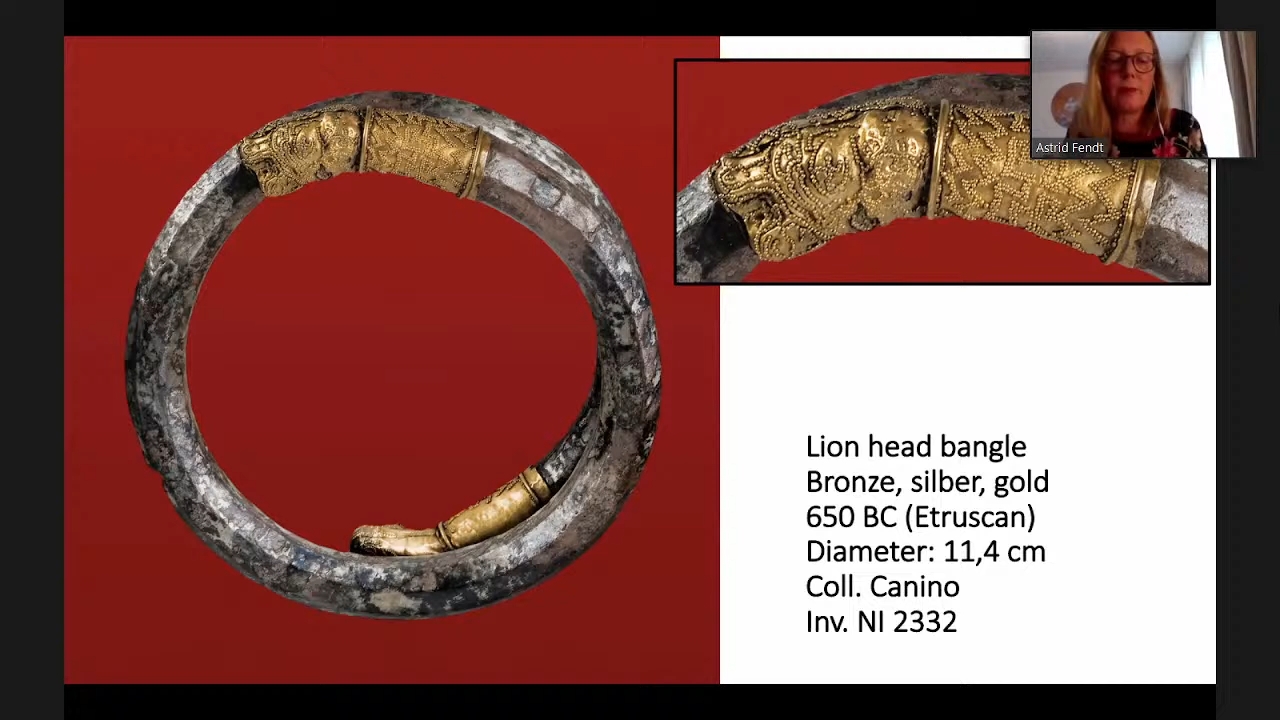 Astrid Fendt
Lion head bangle
Bronze, silber, gold
650 BC (Etruscan)
Diameter: 11,4 cm
Coll. Canino
Inv. NI 2332